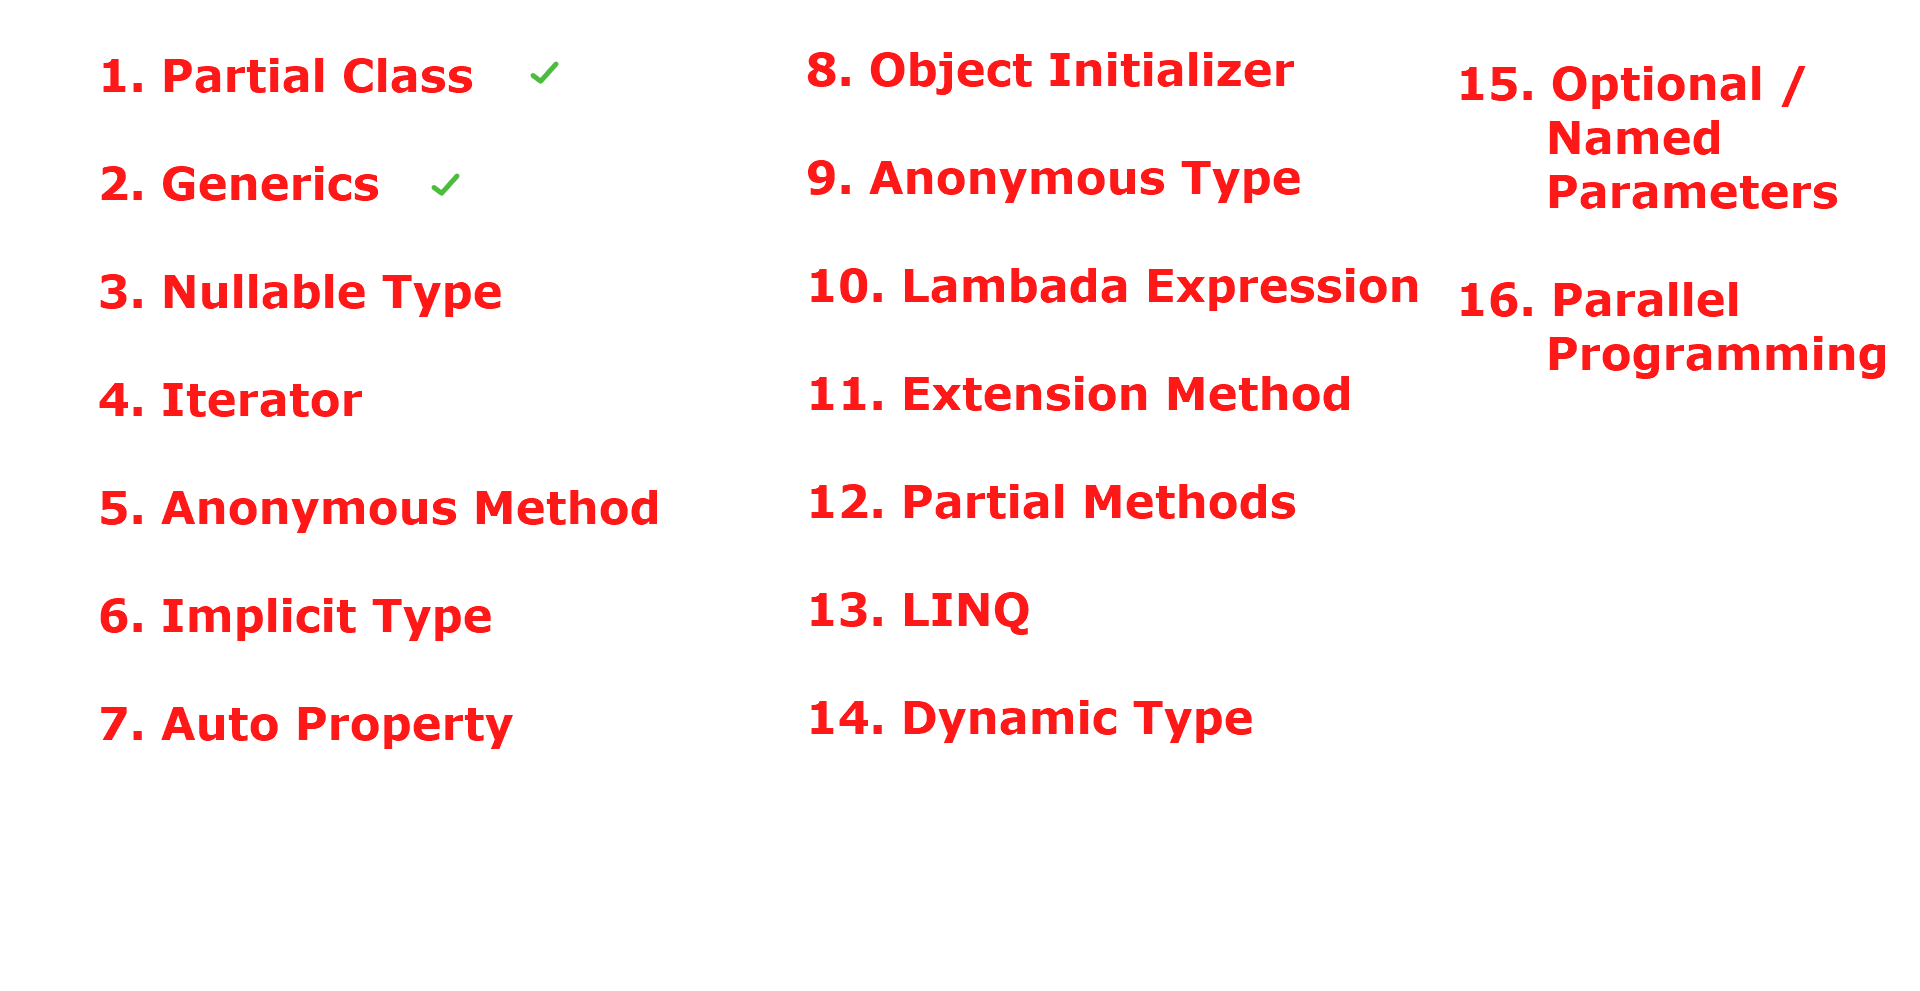 1. Partial Class
2. Generics
3. Nullable Type
4. Iterator
5. Anonymous Method
6. Implicit Type
7. Auto Property
8. Object Initializer
9. Anonymous Type
10. Lambada Expression
11. Extension Method
12. Partial Methods
13. LINQ
14. Dynamic Type
15. Optional /
Named
Parameters
16. Parallel
Programming